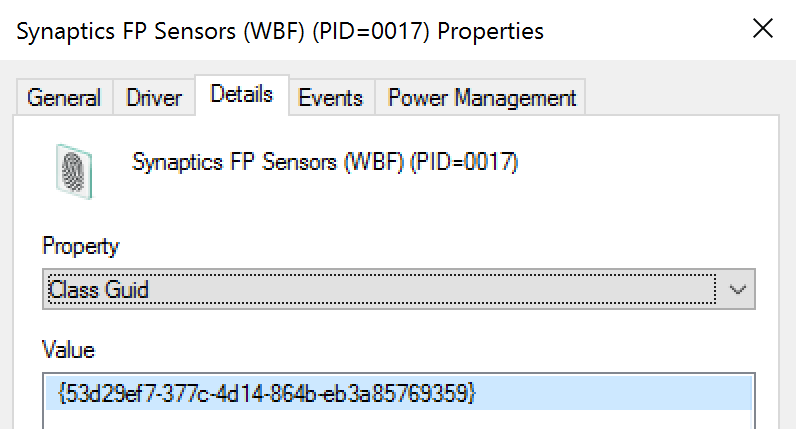 Synaptics FP Sensors (WBF) (PID=0017) Properties
General Driver Details Events Power Management
Synaptics FP Sensors (WBF) (PID=0017)
Property
Class Guid
Value
{53d29ef7-377c-4d14-864b-eb3a85769359}